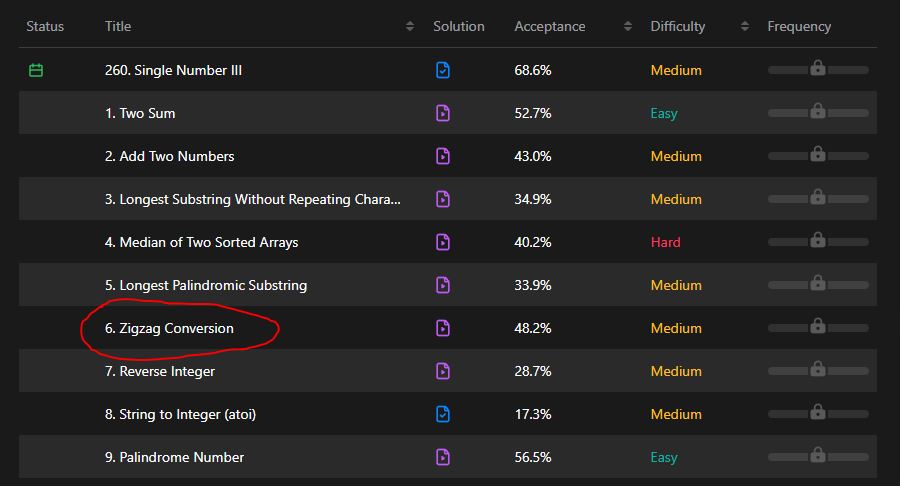 Status Title Solution Acceptance Difficulty Frequency
260. Single Number III 68.6% Medium
1. Two Sum 52.7% Easy
2. Add Two Numbers 43.0% Medium
3. Longest Substring Without Repeating Chara... 34.9% Medium
4. Median of Two Sorted Arrays 40.2% Hard
5. Longest Palindromic Substring 33.9% Medium
6. Zigzag Conversion 48.2% Medium
7. Reverse Integer 28.7% Medium
8. String to Integer (atoi) 17.3% Medium
9. Palindrome Number 56.5% Easy